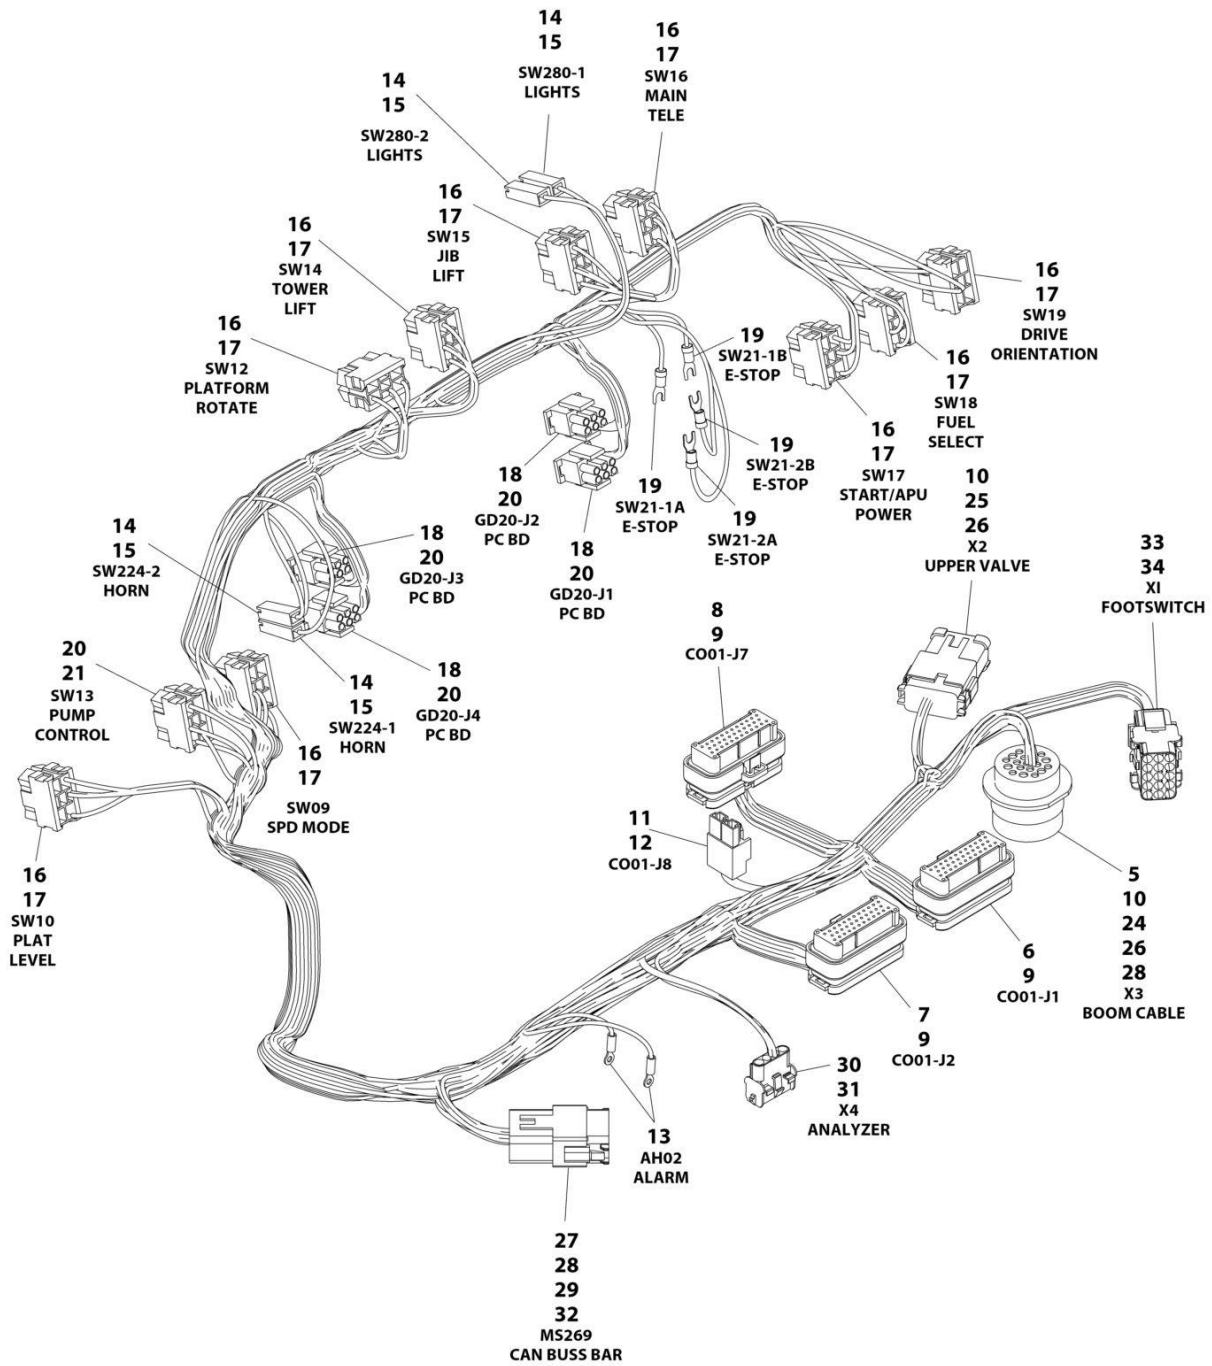 14
15
SW280-1
LIGHTS
16
17
SW16
MAIN
TELE
14
15
SW280-2
LIGHTS
16
17
SW15
JIB
LIFT
16
17
SW14
TOWER
LIFT
16
17
SW12
PLATFORM
ROTATE
16
17
SW19
DRIVE
ORIENTATION
19
SW21-1B
E-STOP
16
17
SW18
FUEL
SELECT
16
17
SW17
START/APU
POWER
19
SW21-2B
E-STOP
18
20
GD20-J2
PC BD
19
SW21-1A
E-STOP
19
SW21-2A
E-STOP
18
20
GD20-J1
PC BD
10
25
26
X2
UPPER VALVE
33
34
XI
FOOTSWITCH
14
15
SW224-2
HORN
18
20
GD20-J3
PC BD
8
9
CO01-J7
20
21
SW13
PUMP
CONTROL
14
15
SW224-1
HORN
18
20
GD20-J4
PC BD
16
17
SW09
SPD MODE
11
12
CO01-J8
16
17
SW10
PLAT
LEVEL
5
10
24
26
28
X3
BOOM CABLE
6
9
CO01-J1
7
9
CO01-J2
30
31
X4
ANALYZER
13
AH02
ALARM
27
28
29
32
MS269
CAN BUSS BAR